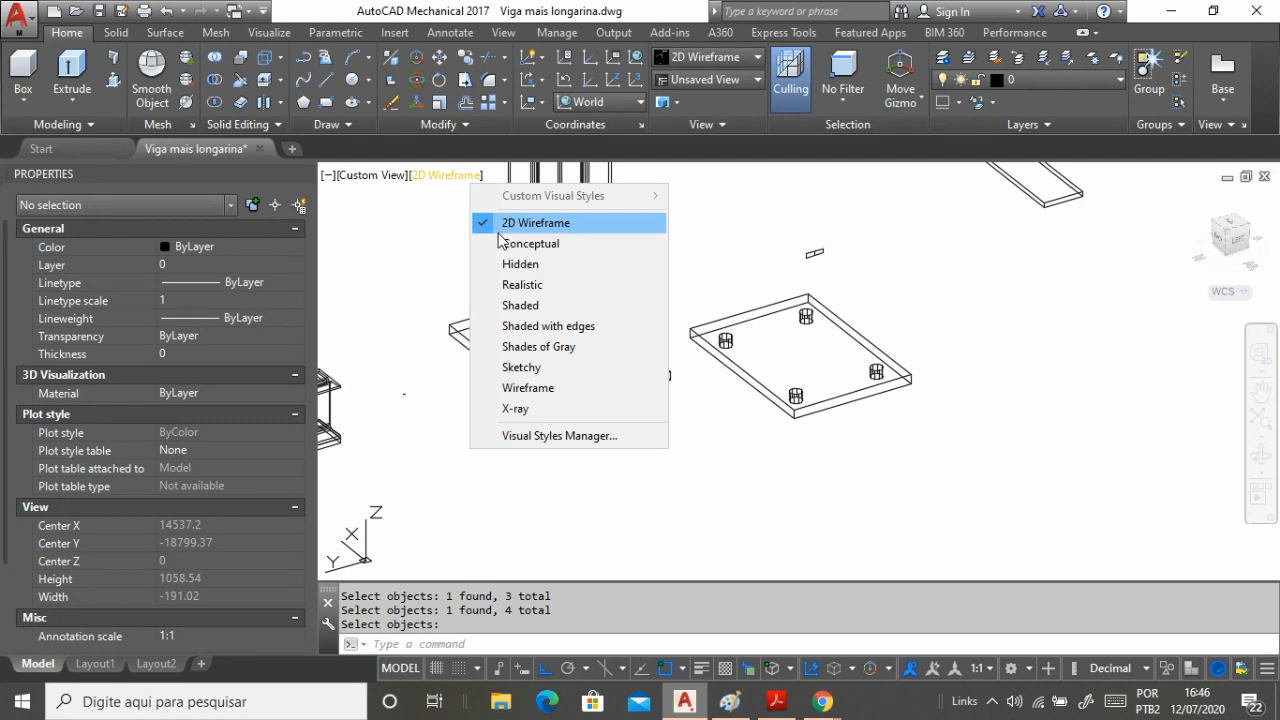 AutoCAD Mechanical 2017 Viga mais longarina.dwg
Type a keyword or phrase
Sign In
Home Solid Surface Mesh Visualize Parametric Insert Annotate View Manage Output Add-ins A360 Express Tools Featured Apps BIM 360 Performance
Box
Extrude
Smooth Object
World
2D Wireframe
Unsaved View
Culling
No Filter
Move Gizmo
0
Group
Base
Modeling Mesh Solid Editing Draw Modify Coordinates View Selection Layers Groups View
Start Viga mais longarina*
PROPERTIES
No selection
General
Color ByLayer
Layer 0
Linetype ByLayer
Linetype scale 1
Lineweight ByLayer
Transparency ByLayer
Thickness 0
3D Visualization
Material ByLayer
Plot style
Plot style ByColor
Plot style table None
Plot table attached to Model
Plot table type Not available
View
Center X 14537.2
Center Y -18799.37
Center Z 0
Height 1058.54
Width -191.02
Misc
Annotation scale 1:1
[−][Custom View][2D Wireframe]
Custom Visual Styles
2D Wireframe
Conceptual
Hidden
Realistic
Shaded
Shaded with edges
Shades of Gray
Sketchy
Wireframe
X-ray
Visual Styles Manager...
LEFT
WCS
Z
X
Y
Select objects: 1 found, 3 total
Select objects: 1 found, 4 total
Select objects:
Type a command
Model Layout1 Layout2
MODEL 1:1 Decimal
Digite aqui para pesquisar
Links
POR
PTB2
16:46
12/07/2020
22